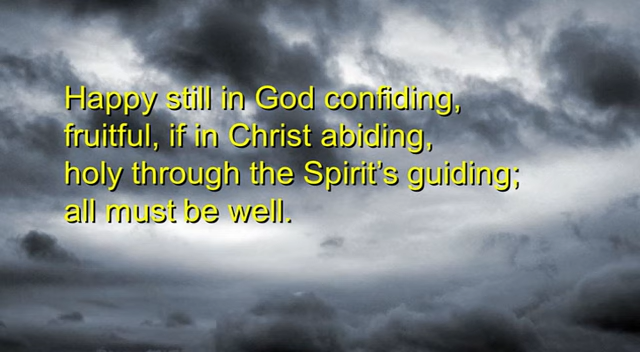 Happy still in God confiding,
fruitful, if in Christ abiding,
holy through the Spirit’s guiding;
all must be well.